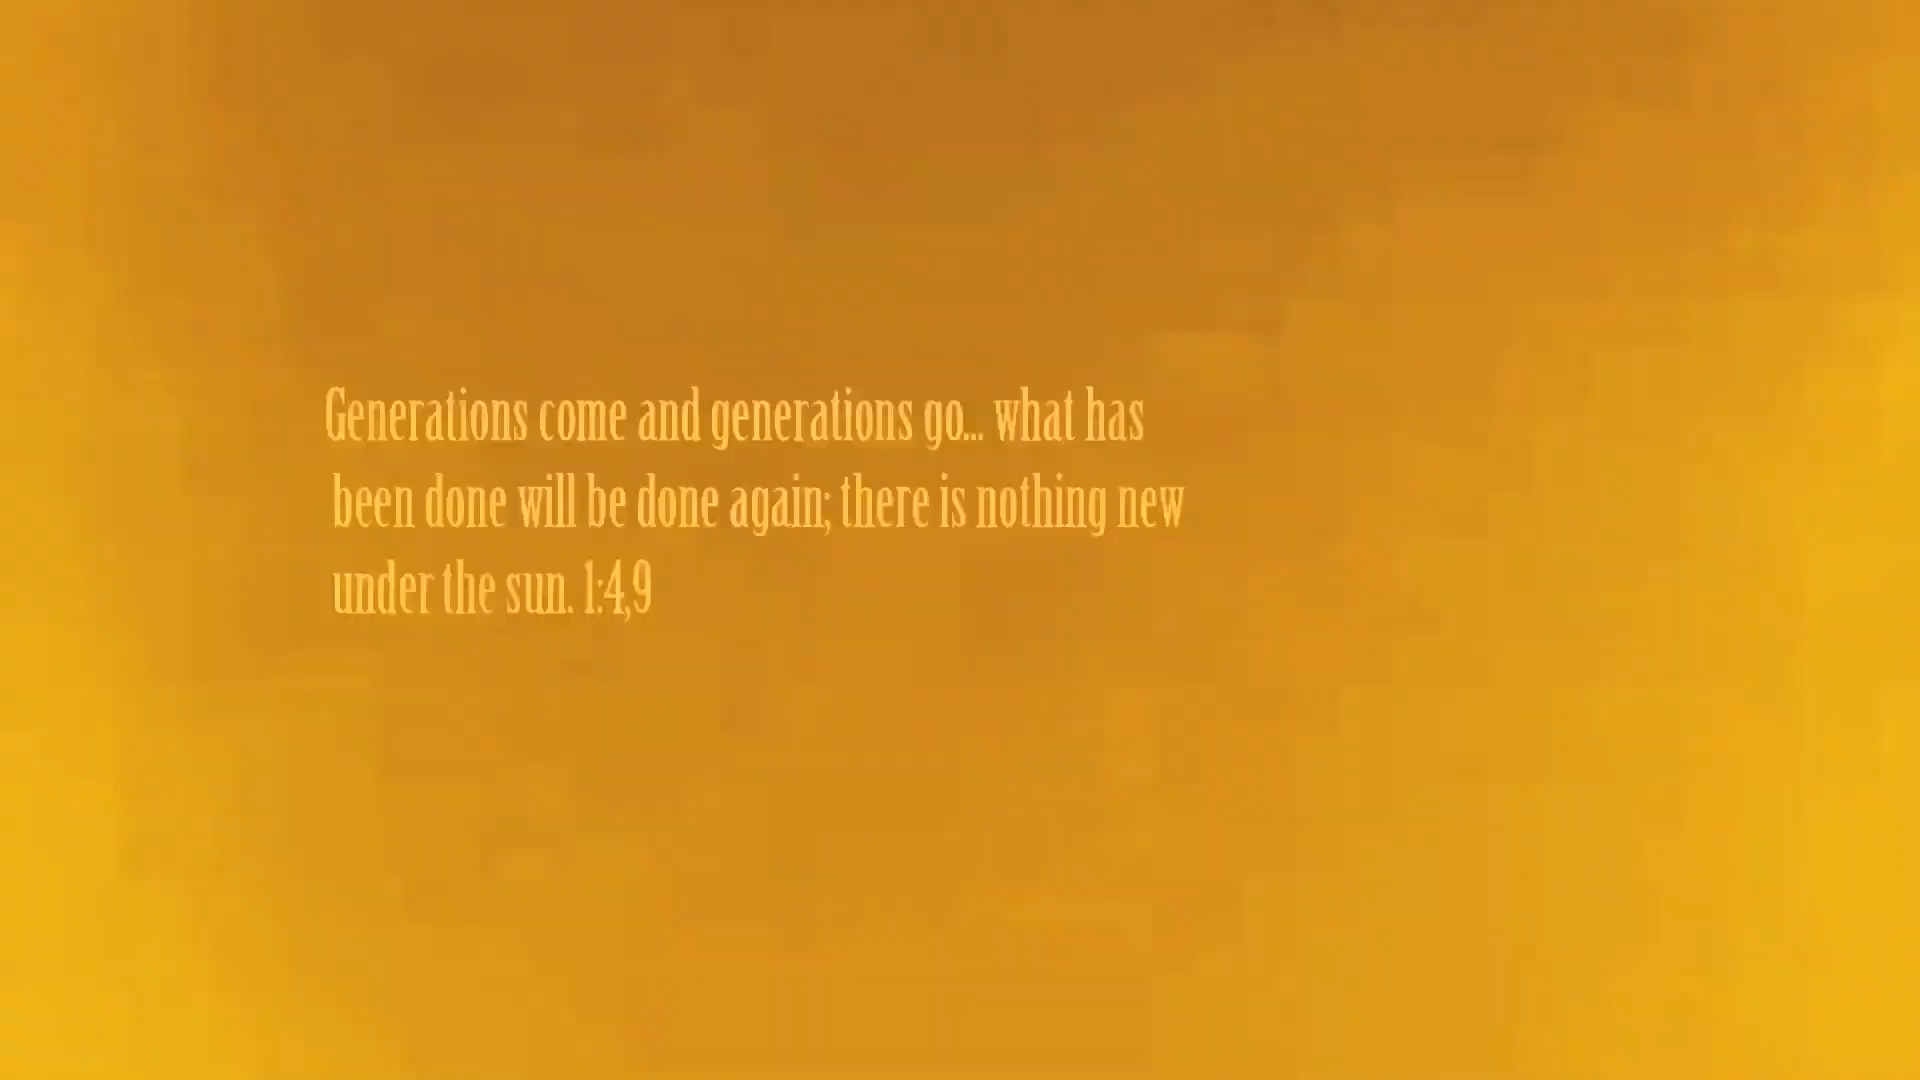 Generations come and generations go... what has
been done will be done again; there is nothing new
under the sun. 1:4,9